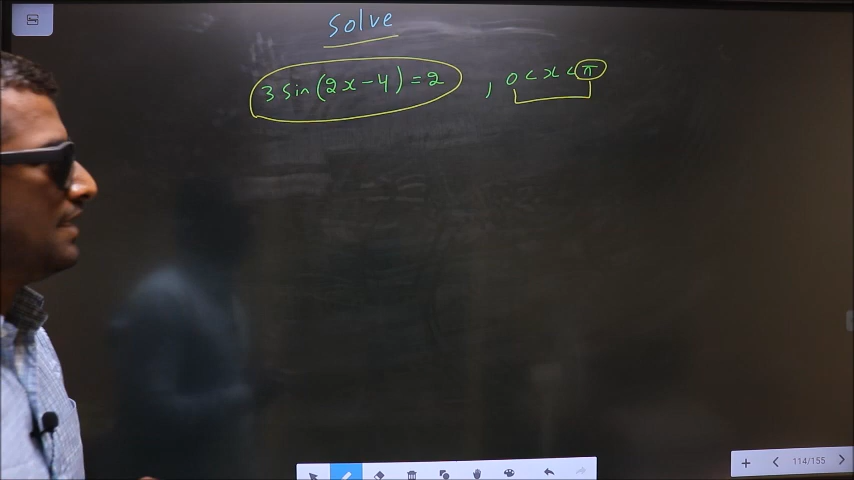 Solve
3 sin(2x-4) = 2 , 0 < x < π
114/155